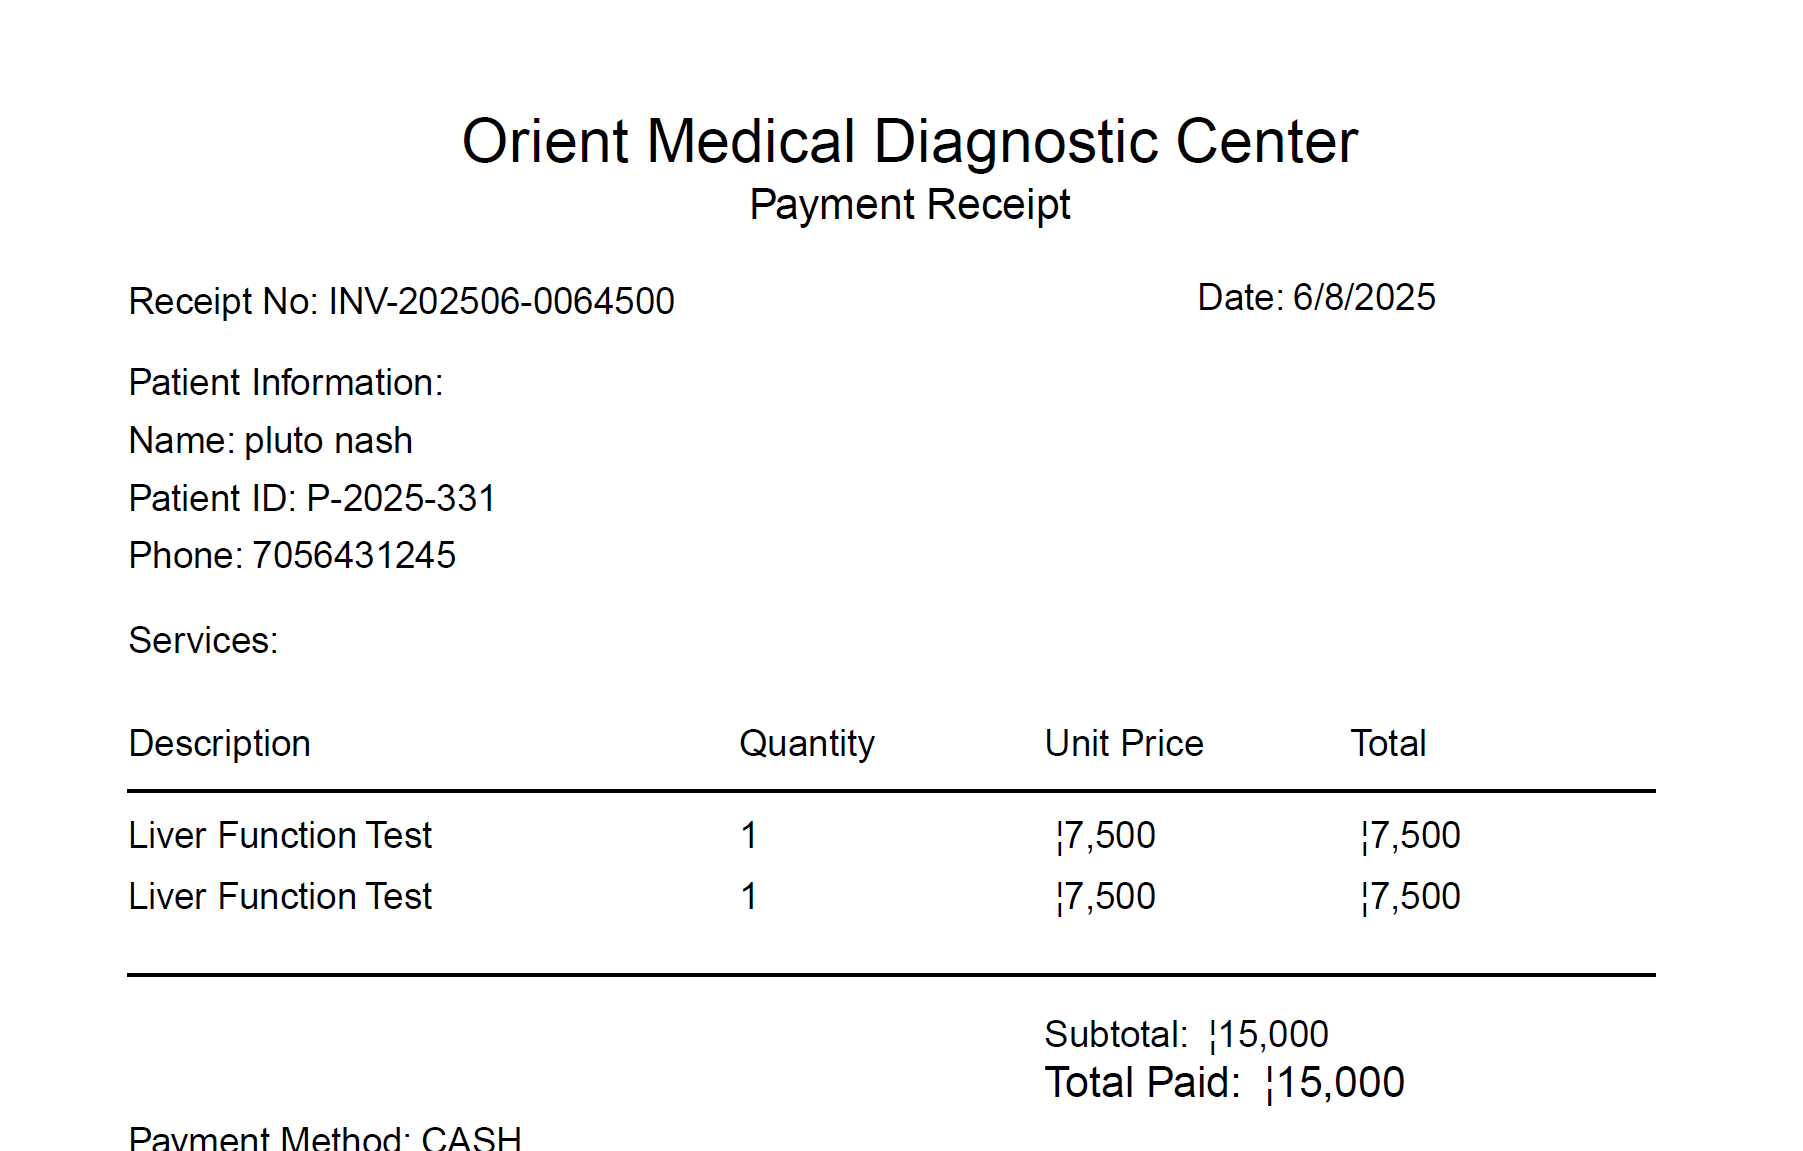 Orient Medical Diagnostic Center
Payment Receipt
Receipt No: INV-202506-0064500 Date: 6/8/2025
Patient Information:
Name: pluto nash
Patient ID: P-2025-331
Phone: 7056431245
Services:
Description Quantity Unit Price Total
Liver Function Test 1 ¦7,500 ¦7,500
Liver Function Test 1 ¦7,500 ¦7,500
Subtotal: ¦15,000
Total Paid: ¦15,000
Payment Method: CASH